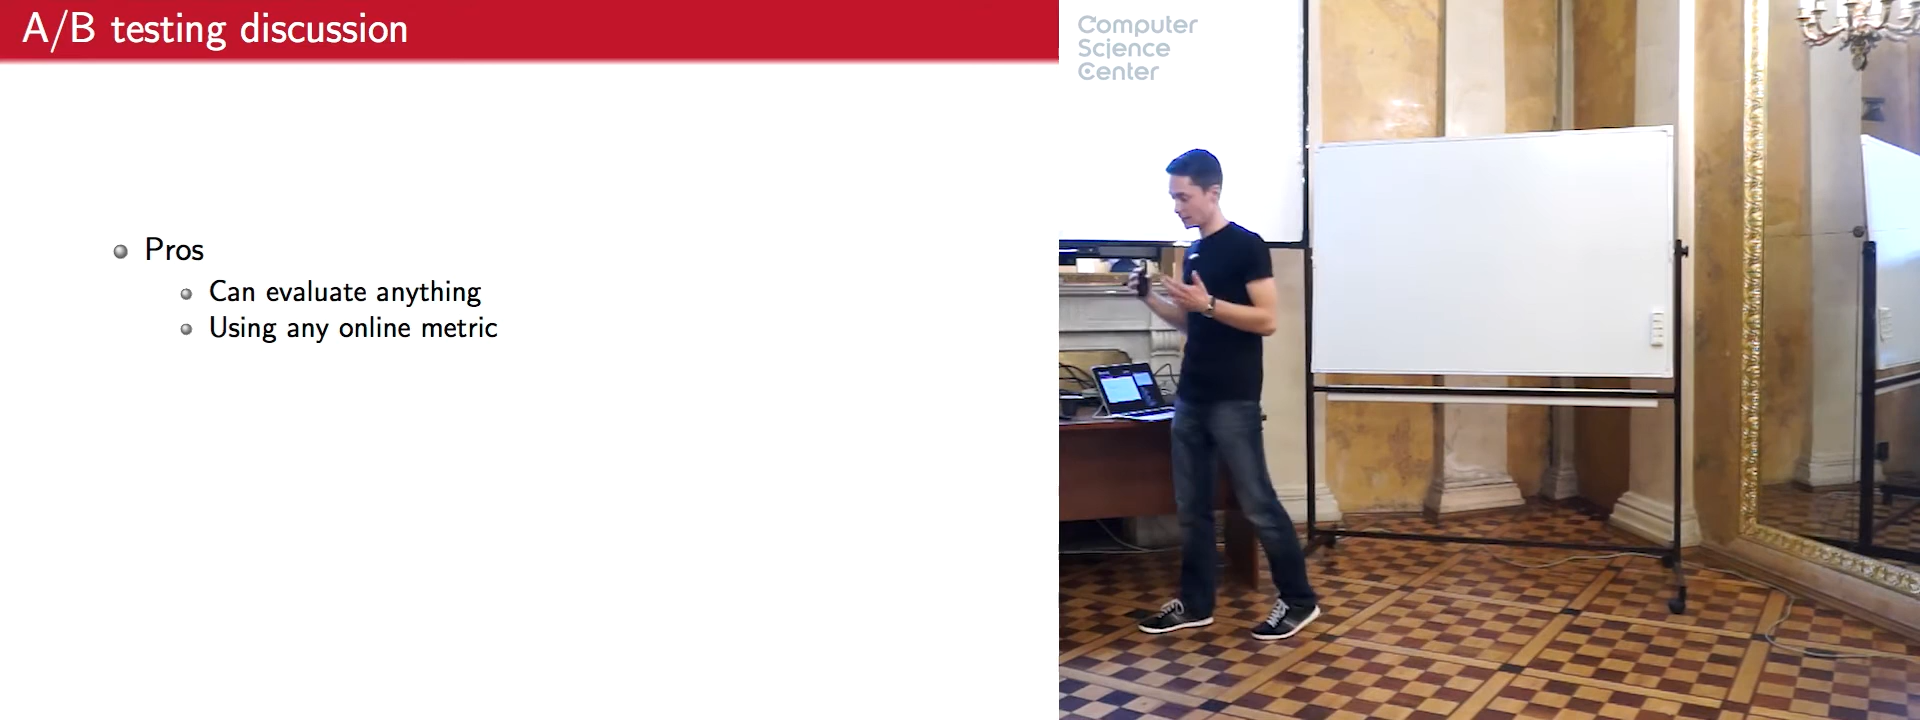 A/B testing discussion
Pros
Can evaluate anything
Using any online metric
Computer
Science
Center